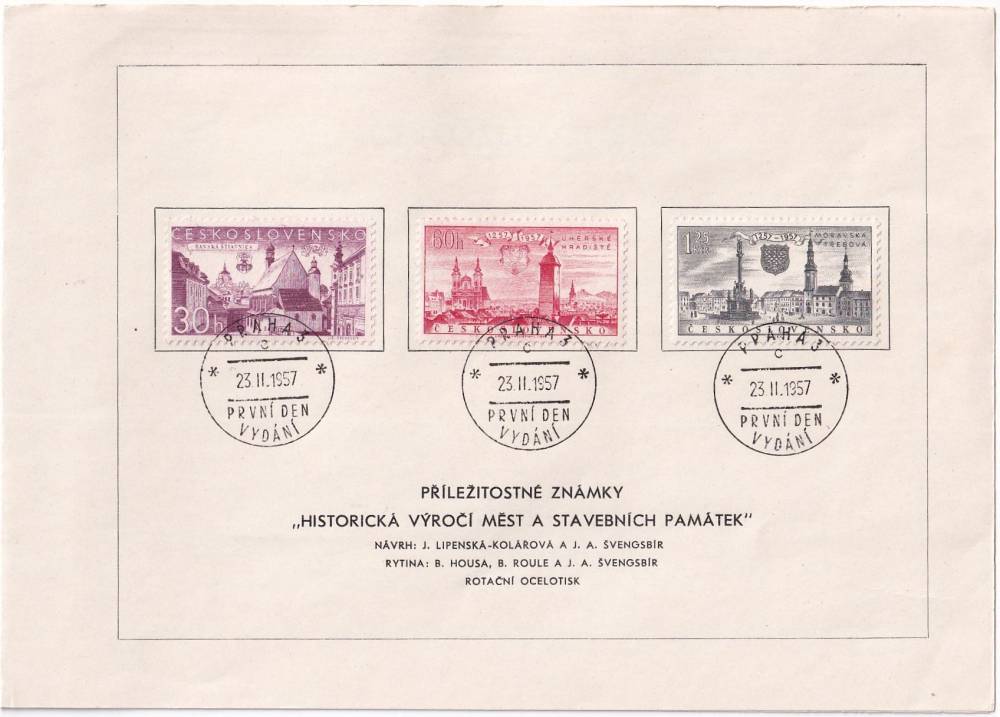 ČESKOSLOVENSKO
BANSKÁ ŠTIAVNICA
30h
60h
1257 1957
UHERSKÉ
HRADIŠTĚ
ČESKOSLOVENSKO
1,25
KČS
1257-1957
MORAVSKÁ
TŘEBOVÁ
ČESKOSLOVENSKO
PRAHA 3
C
* 23.II.1957 *
PRVNÍ DEN
VYDÁNÍ
PRAHA 3
C
* 23.II.1957 *
PRVNÍ DEN
VYDÁNÍ
PRAHA 3
C
* 23.II.1957 *
PRVNÍ DEN
VYDÁNÍ
PŘÍLEŽITOSTNÉ ZNÁMKY
„HISTORICKÁ VÝROČÍ MĚST A STAVEBNÍCH PAMÁTEK"
NÁVRH: J. LIPENSKÁ-KOLÁŘOVÁ A J. A. ŠVENGSBÍR
RYTINA: B. HOUSA, B. ROULE A J. A. ŠVENGSBÍR
ROTAČNÍ OCELOTISK